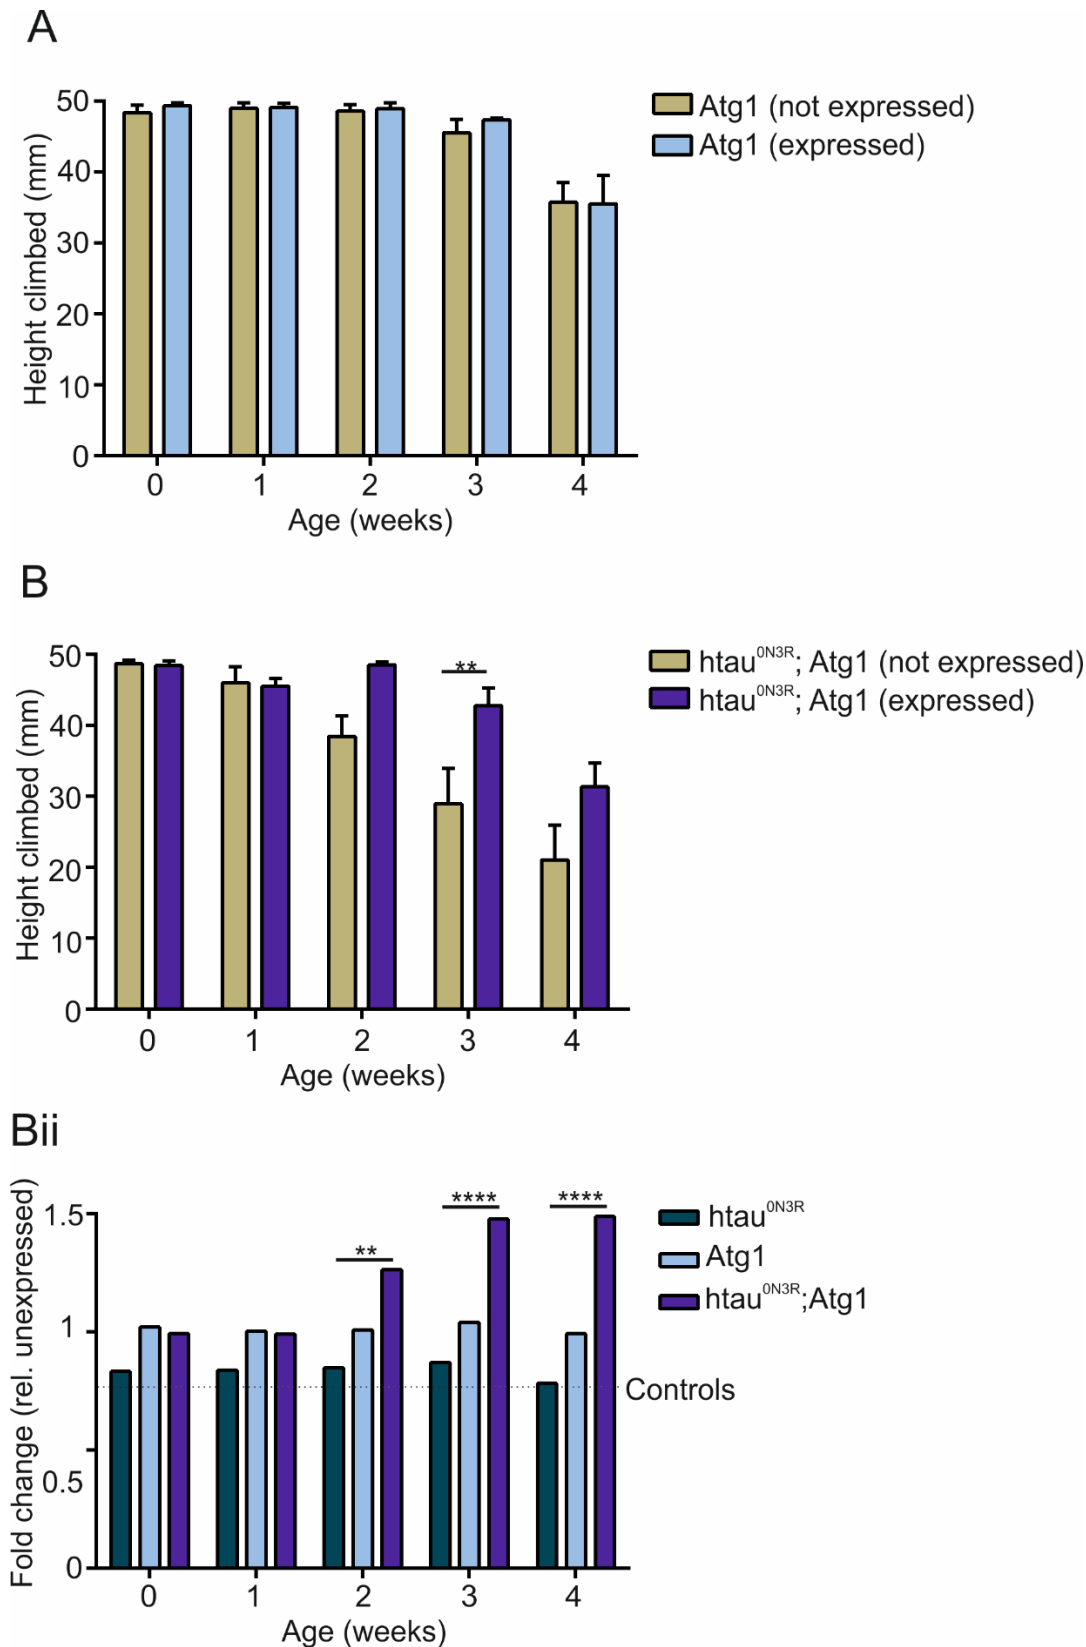 A
Height climbed (mm)
50
40
30
20
10
0
0 1 2 3 4
Age (weeks)
Atg1 (not expressed)
Atg1 (expressed)
B
Height climbed (mm)
50
40
30
20
10
0
**
0 1 2 3 4
Age (weeks)
htau0N3R; Atg1 (not expressed)
htau0N3R; Atg1 (expressed)
Bii
Fold change (rel. unexpressed)
1.5
1
0.5
0
** **** ****
Controls
0 1 2 3 4
Age (weeks)
htau0N3R
Atg1
htau0N3R;Atg1